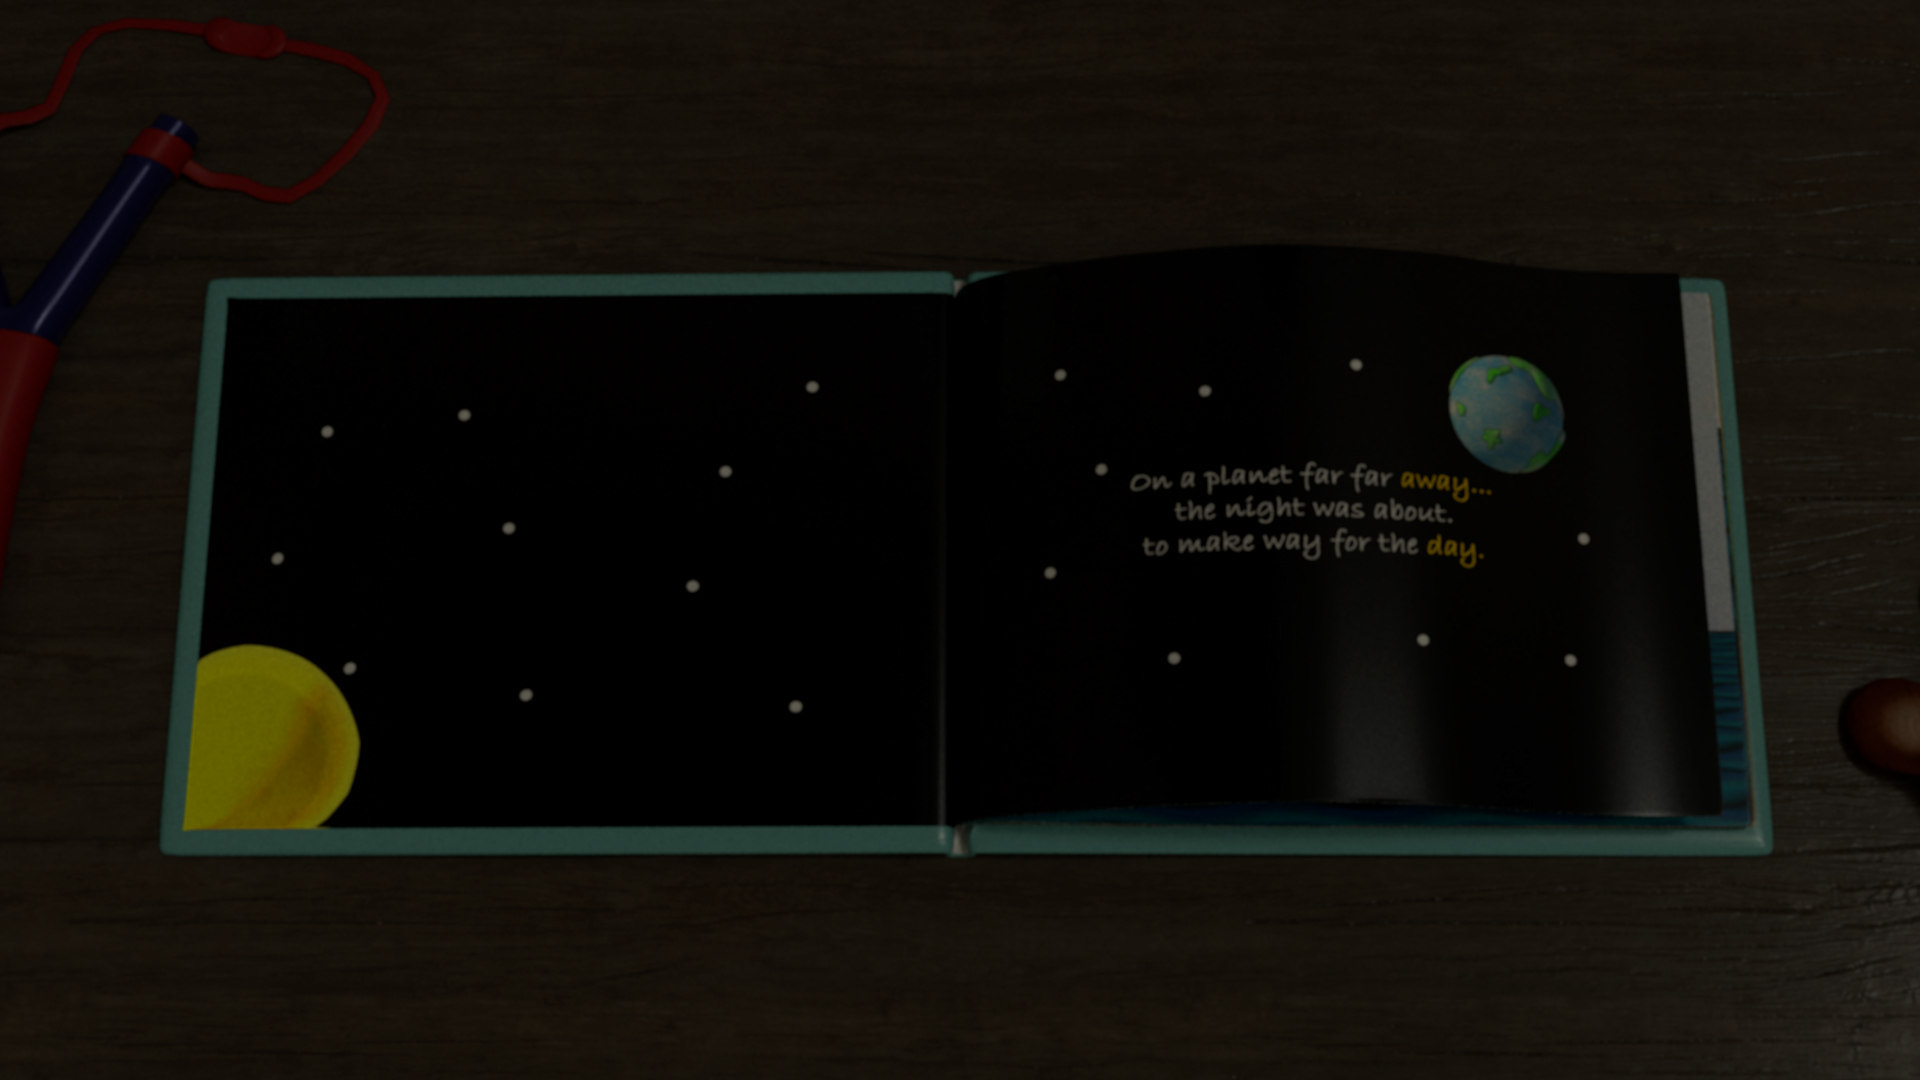 On a planet far far away...
the night was about.
to make way for the day.